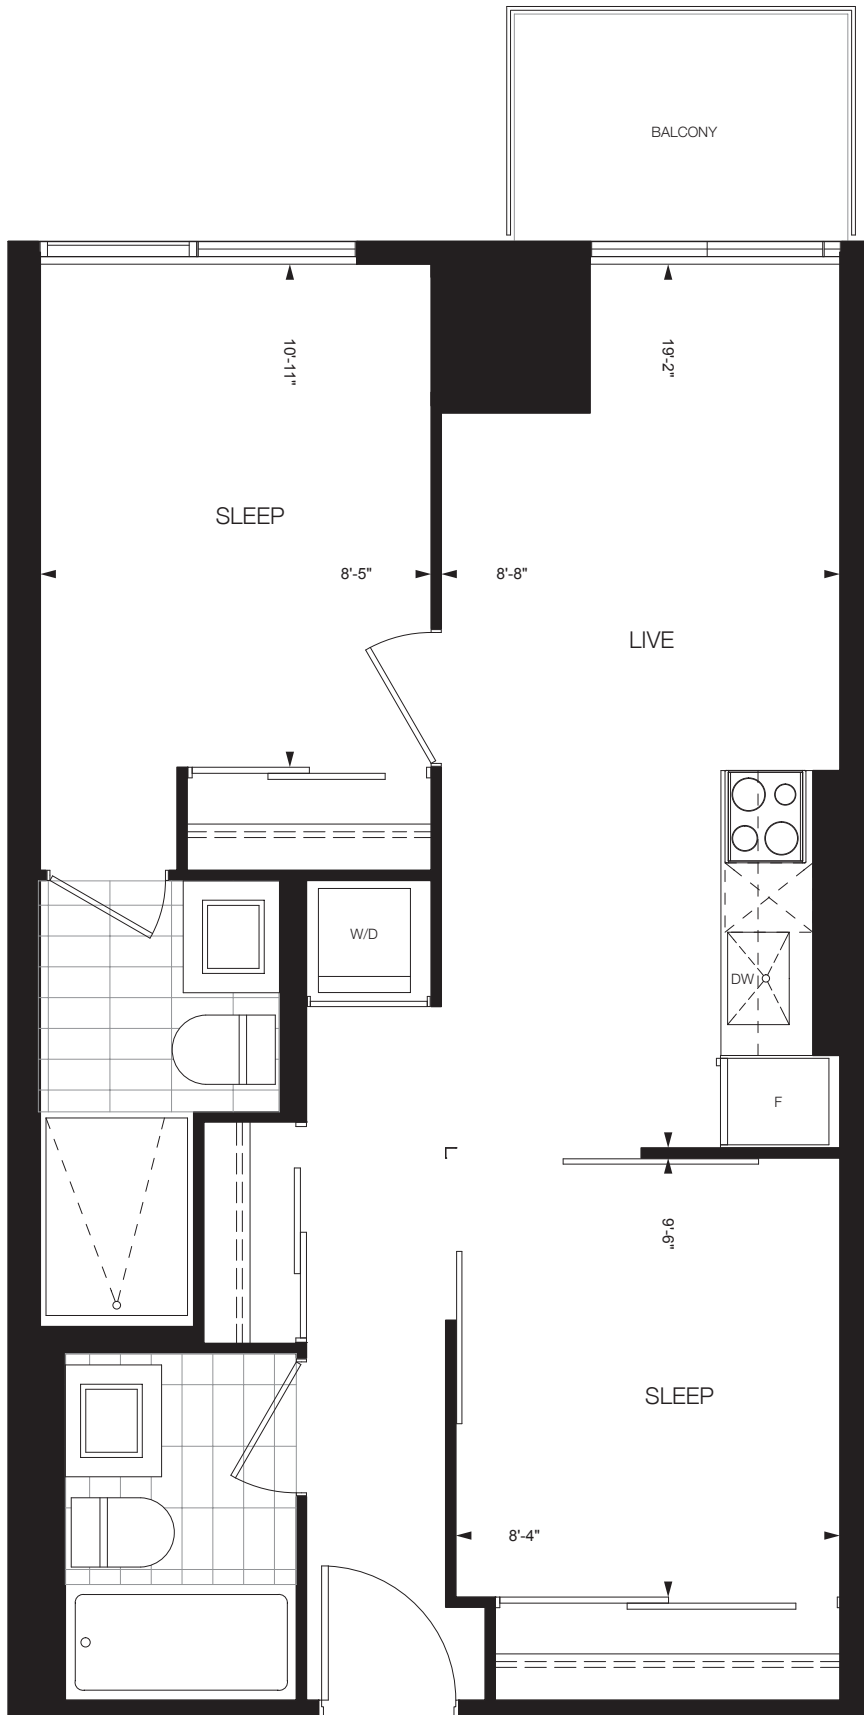 BALCONY
10'-11"
19'-2"
SLEEP
8'-5"
8'-8"
LIVE
W/D
DW
F
9'-6"
SLEEP
8'-4"